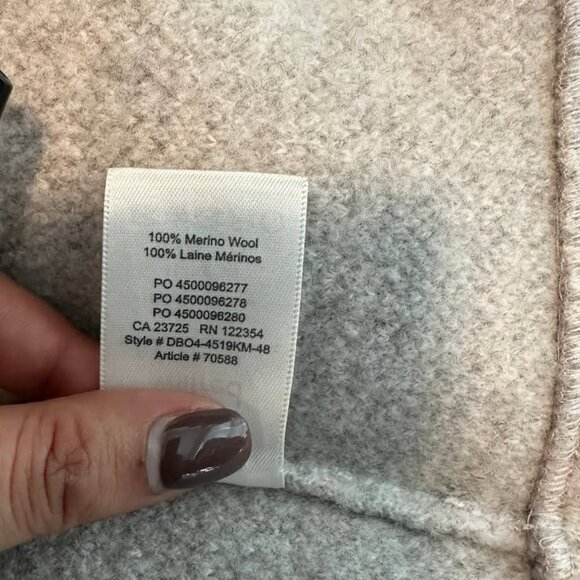 100% Merino Wool
100% Laine Mérinos
PO 4500096277
PO 4500096278
PO 4500096280
CA 23725 RN 122354
Style # DBO4-4519KM-48
Article # 70588